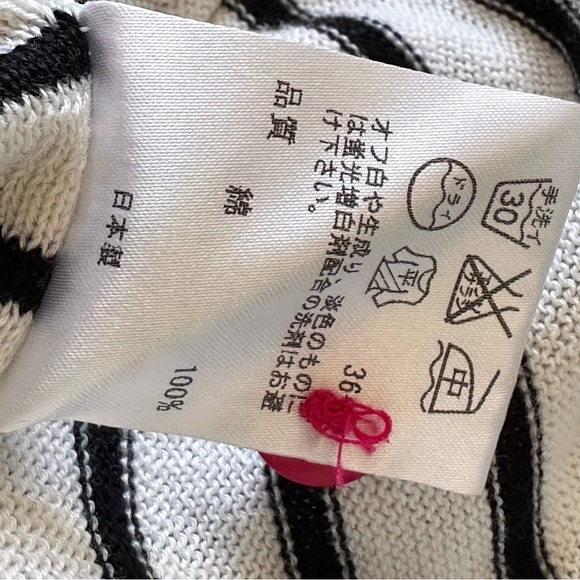 手洗イ
30
中
ドライ
平
36
オフ白や生成り、淡色のものに
は蛍光増白剤配合の洗剤はお避
け下さい。
品質 綿 100%
日本製